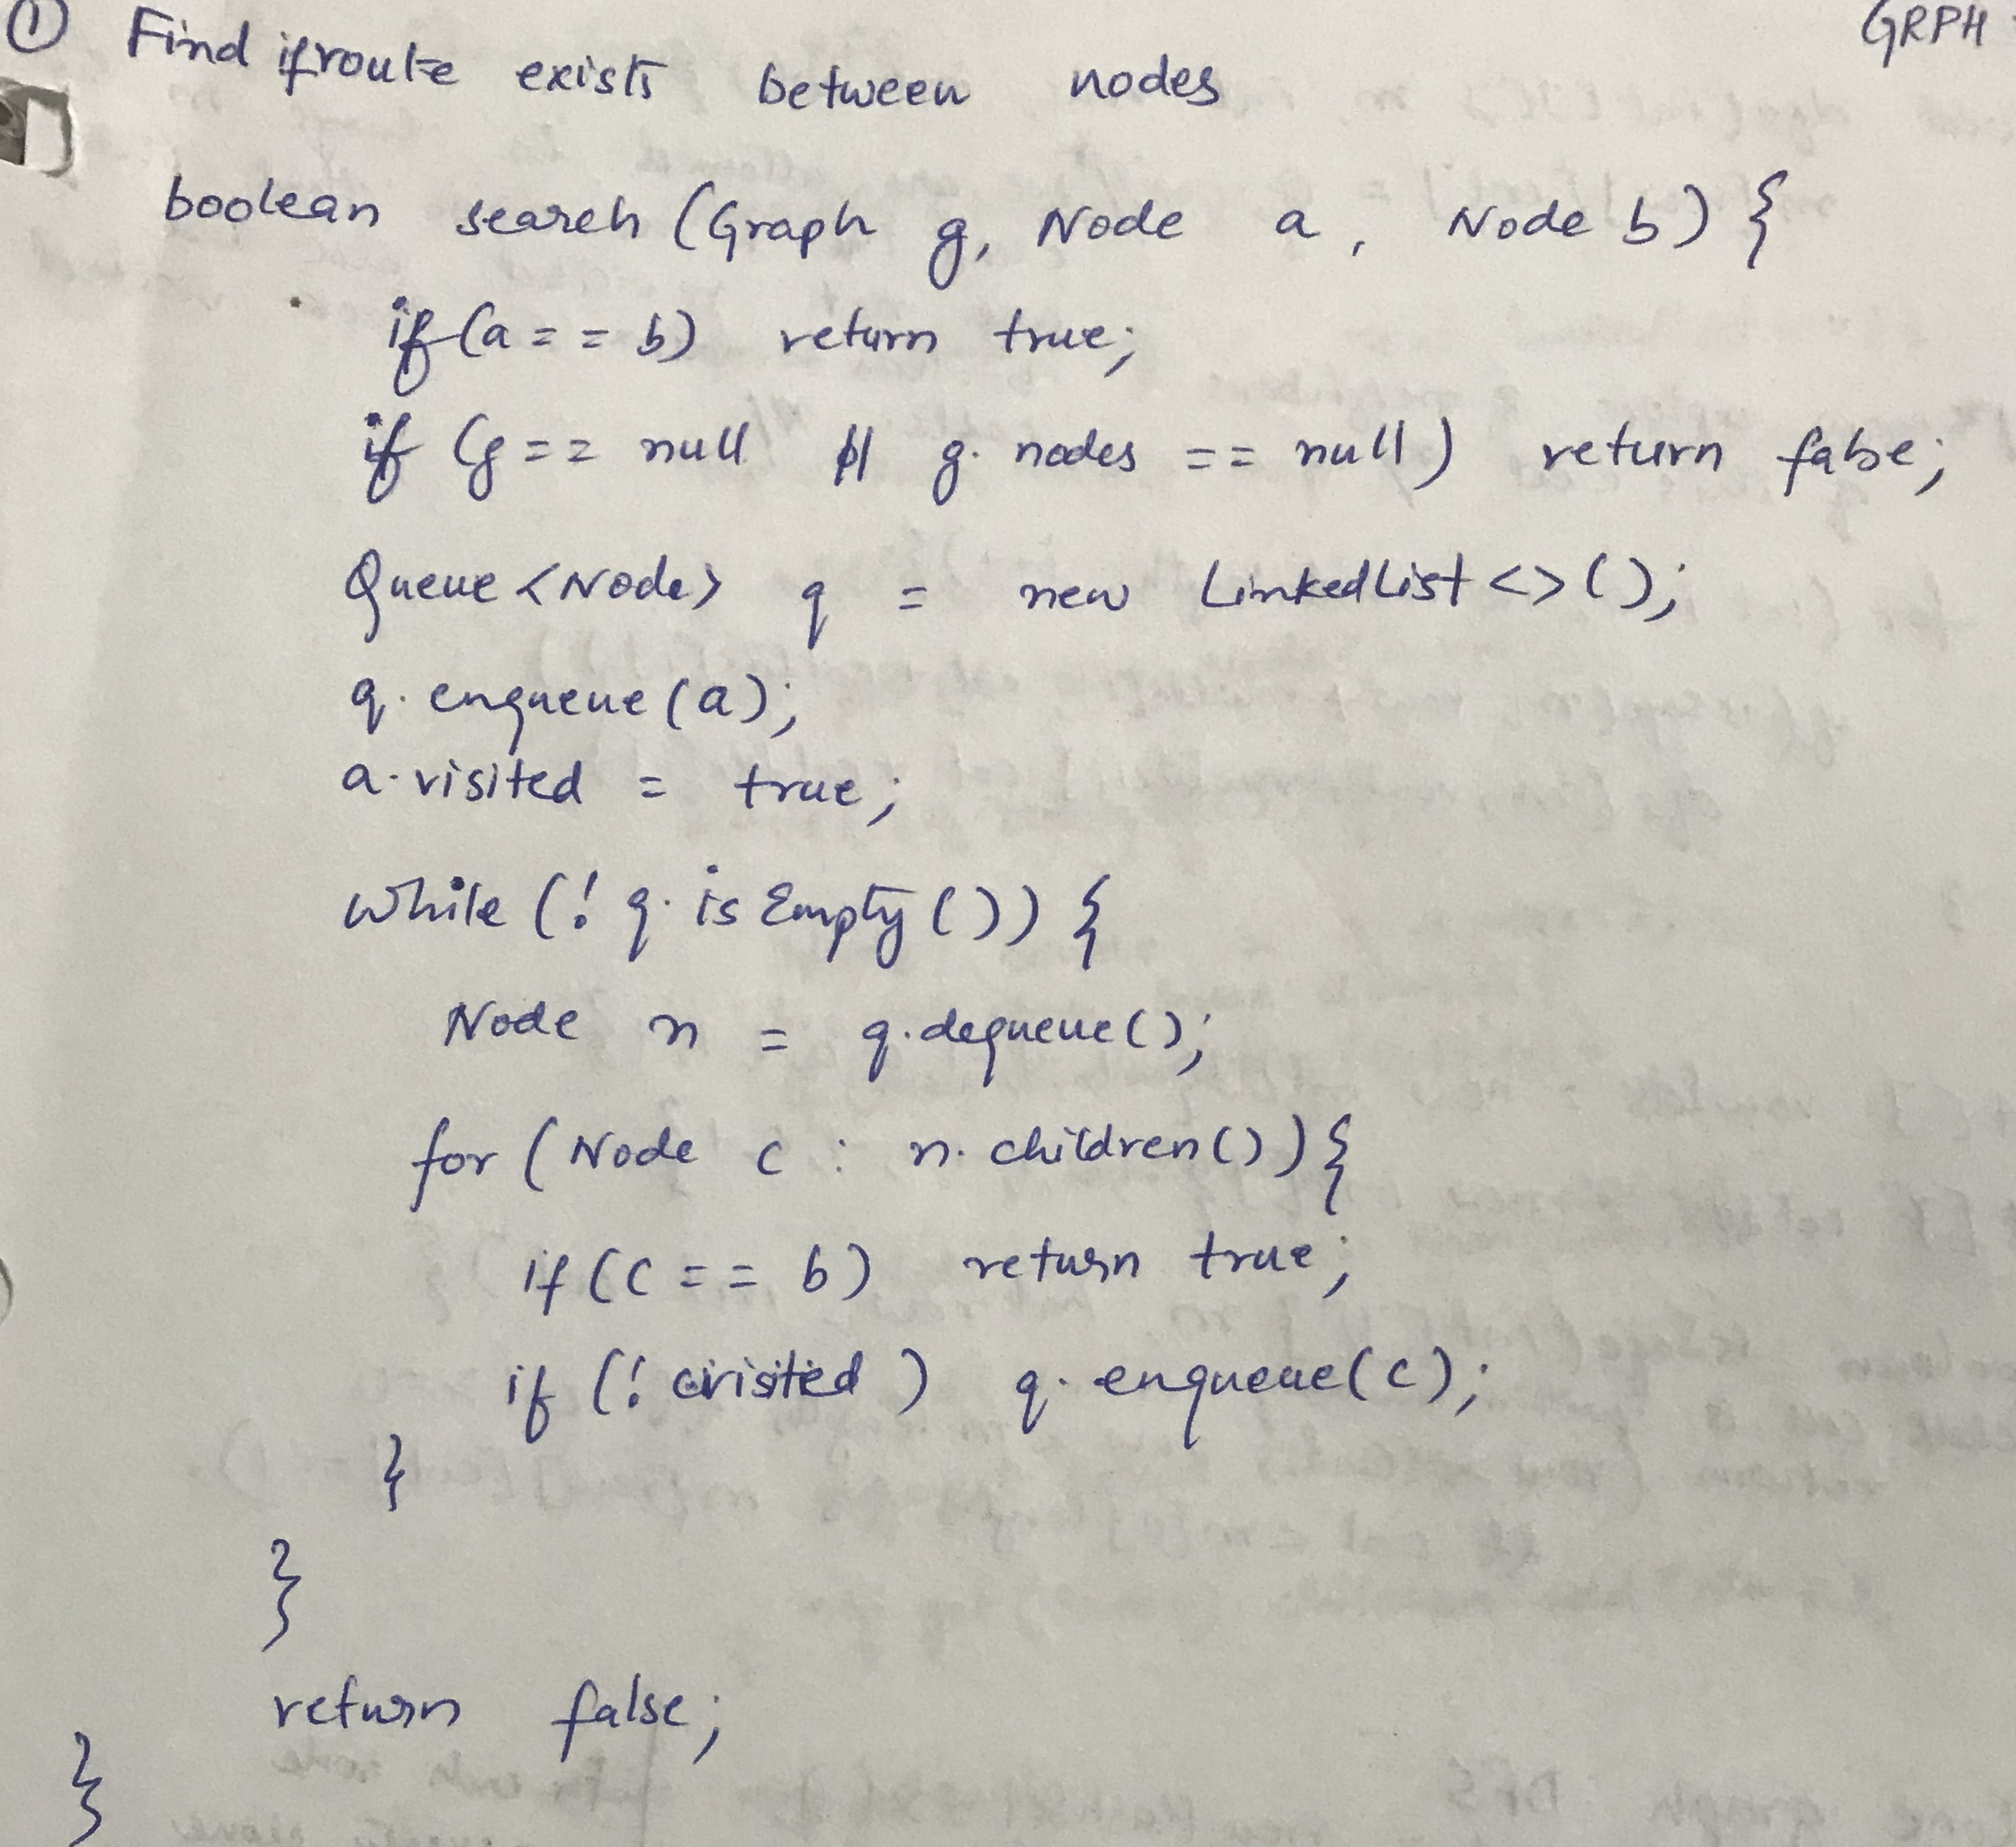 ① Find if route exists between nodes
GRPH
boolean search (Graph g, Node a, Node b) {
if (a == b) return true;
if (g == null || g.nodes == null) return false;
Queue <Node> q = new LinkedList <> ();
q.enqueue (a);
a.visited = true;
while (! q.isEmpty ()) {
Node n = q.dequeue ();
for (Node c : n.children ()) {
if (c == b) return true;
if (! c.visited) q.enqueue (c);
}
}
return false;
}